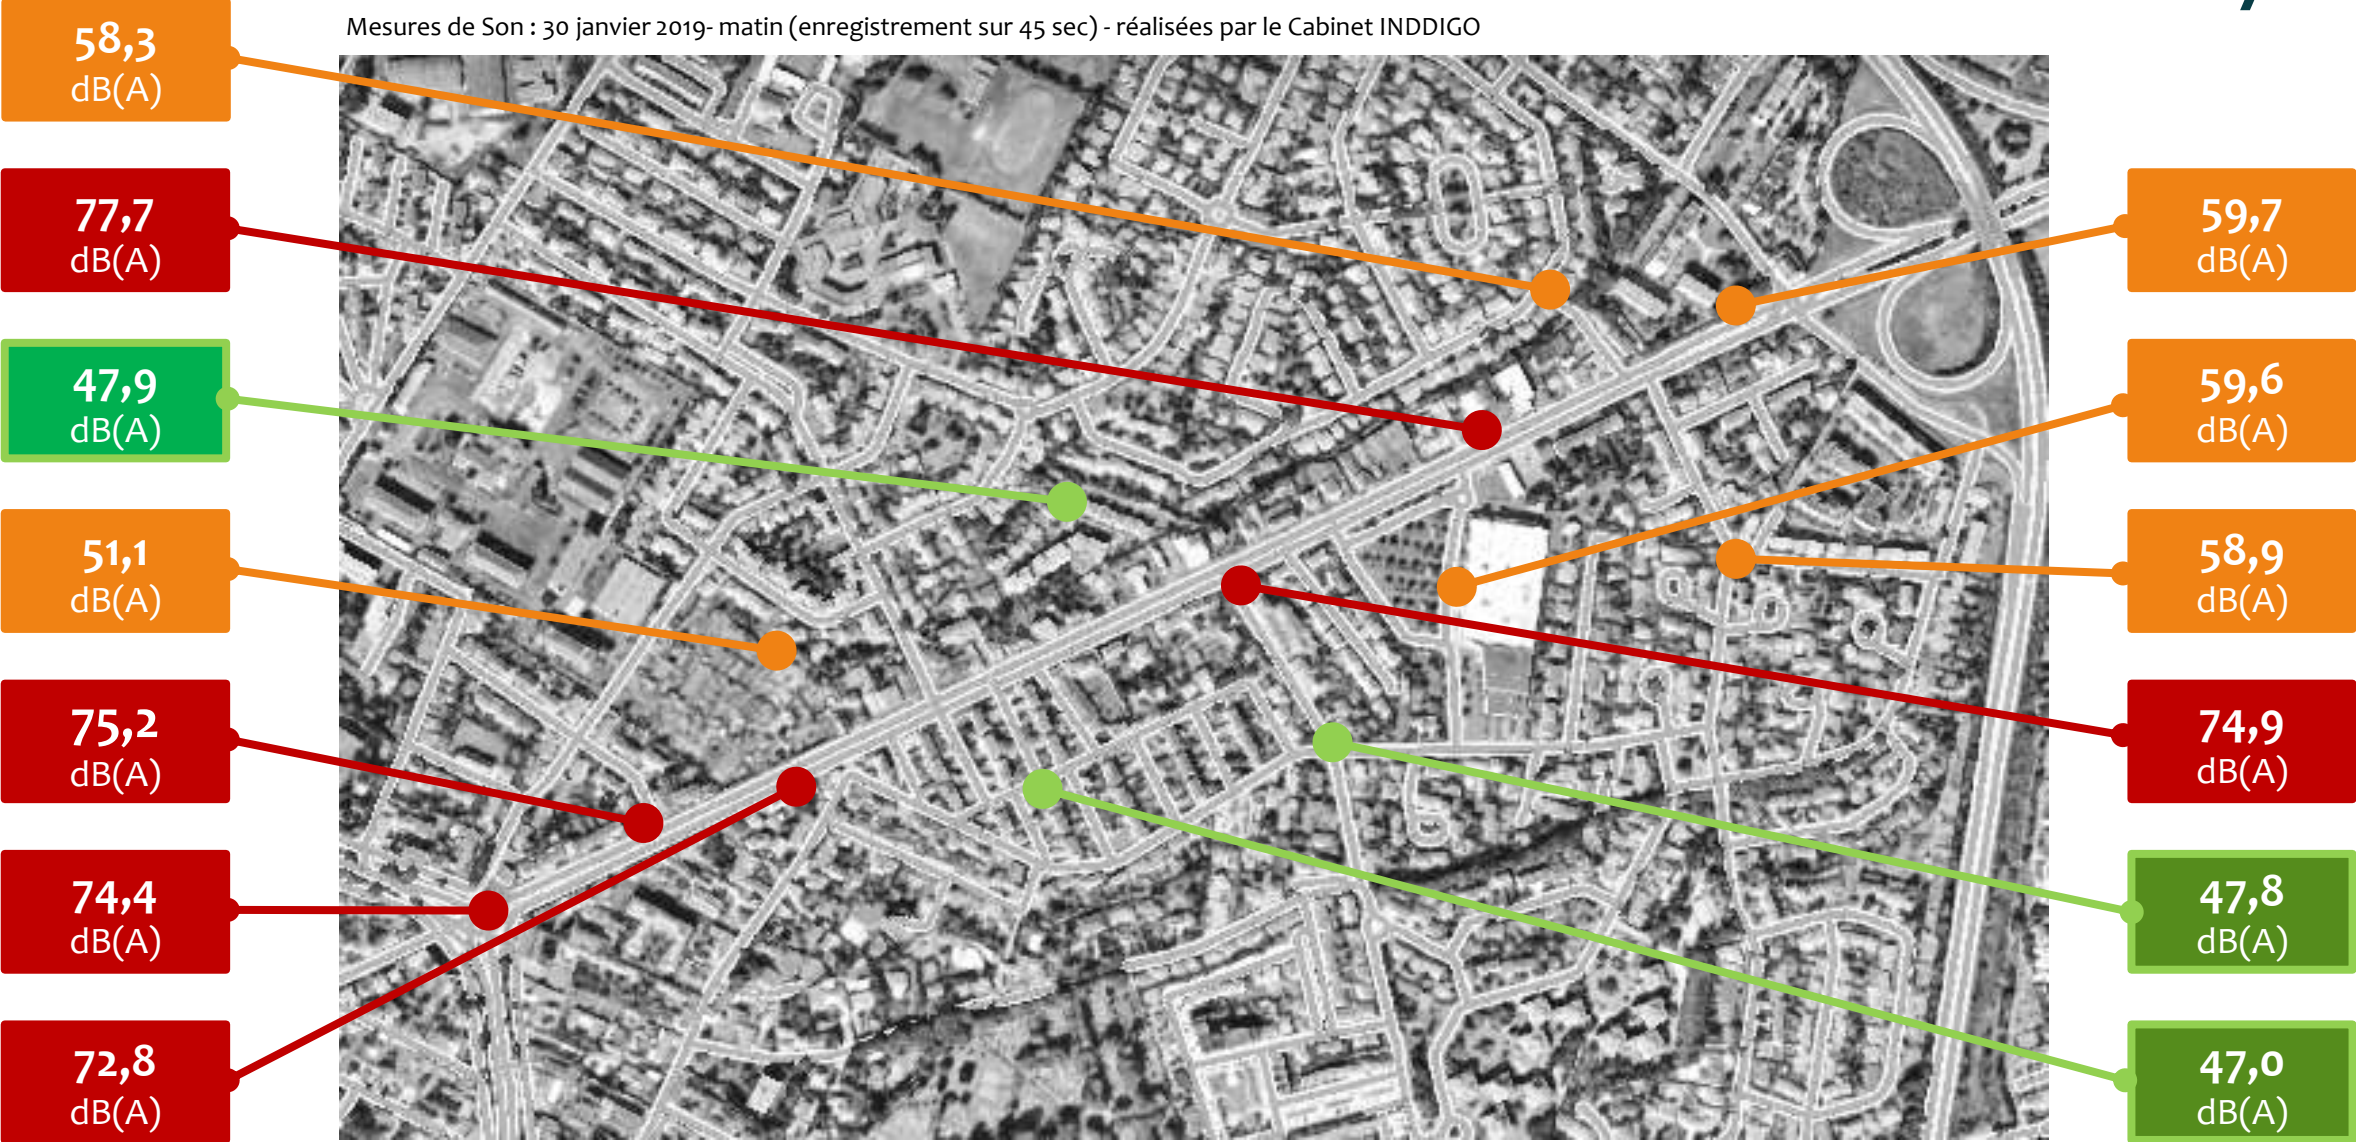 Mesures de Son : 30 janvier 2019- matin (enregistrement sur 45 sec) - réalisées par le Cabinet INDDIGO
58,3
dB(A)
77,7
dB(A)
47,9
dB(A)
51,1
dB(A)
75,2
dB(A)
74,4
dB(A)
72,8
dB(A)
59,7
dB(A)
59,6
dB(A)
58,9
dB(A)
74,9
dB(A)
47,8
dB(A)
47,0
dB(A)